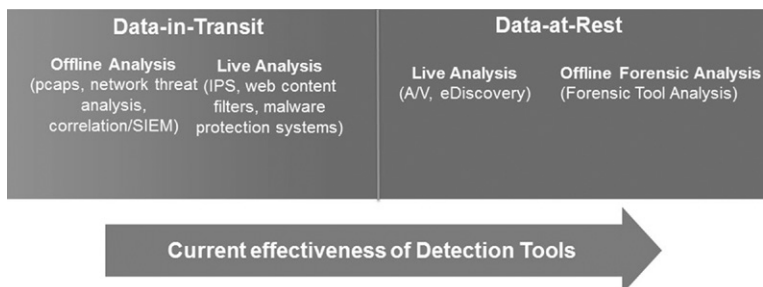 Data-in-Transit
Offline Analysis
(pcaps, network threat
analysis,
correlation/SIEM)
Live Analysis
(IPS, web content
filters, malware
protection systems)
Data-at-Rest
Live Analysis
(A/V, eDiscovery)
Offline Forensic Analysis
(Forensic Tool Analysis)
Current effectiveness of Detection Tools